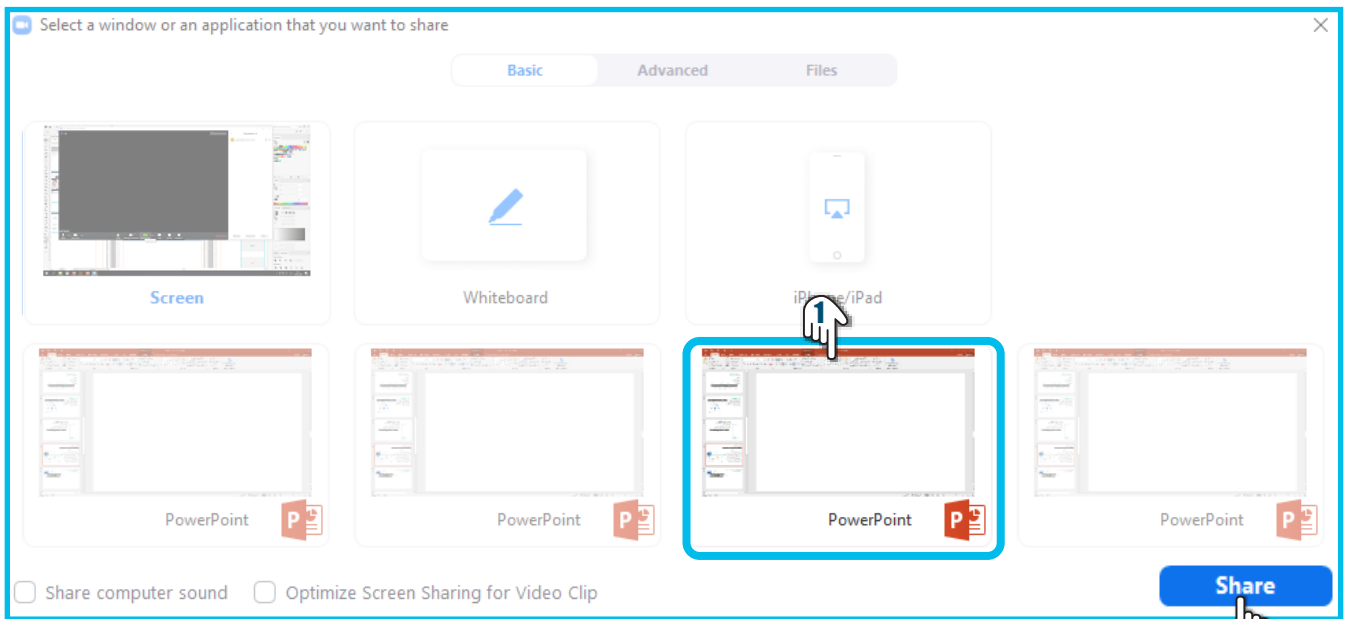 Select a window or an application that you want to share
Basic Advanced Files
Screen Whiteboard iPhone/iPad
1
PowerPoint PowerPoint PowerPoint PowerPoint
Share computer sound Optimize Screen Sharing for Video Clip Share